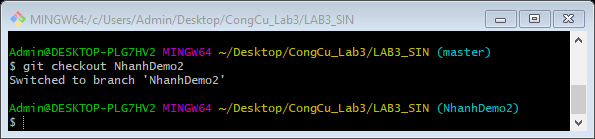 MINGW64:/c/Users/Admin/Desktop/CongCu_Lab3/LAB3_SIN
Admin@DESKTOP-PLG7HV2 MINGW64 ~/Desktop/CongCu_Lab3/LAB3_SIN (master)
$ git checkout NhanhDemo2
Switched to branch 'NhanhDemo2'
Admin@DESKTOP-PLG7HV2 MINGW64 ~/Desktop/CongCu_Lab3/LAB3_SIN (NhanhDemo2)
$